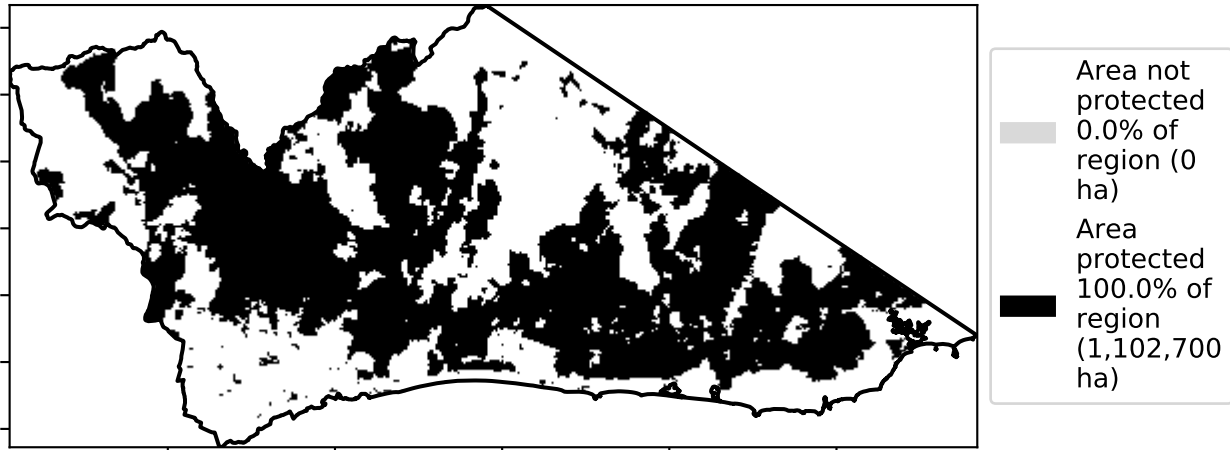 Area not
protected
0.0% of
region (0
ha)
Area
protected
100.0% of
region
(1,102,700
ha)